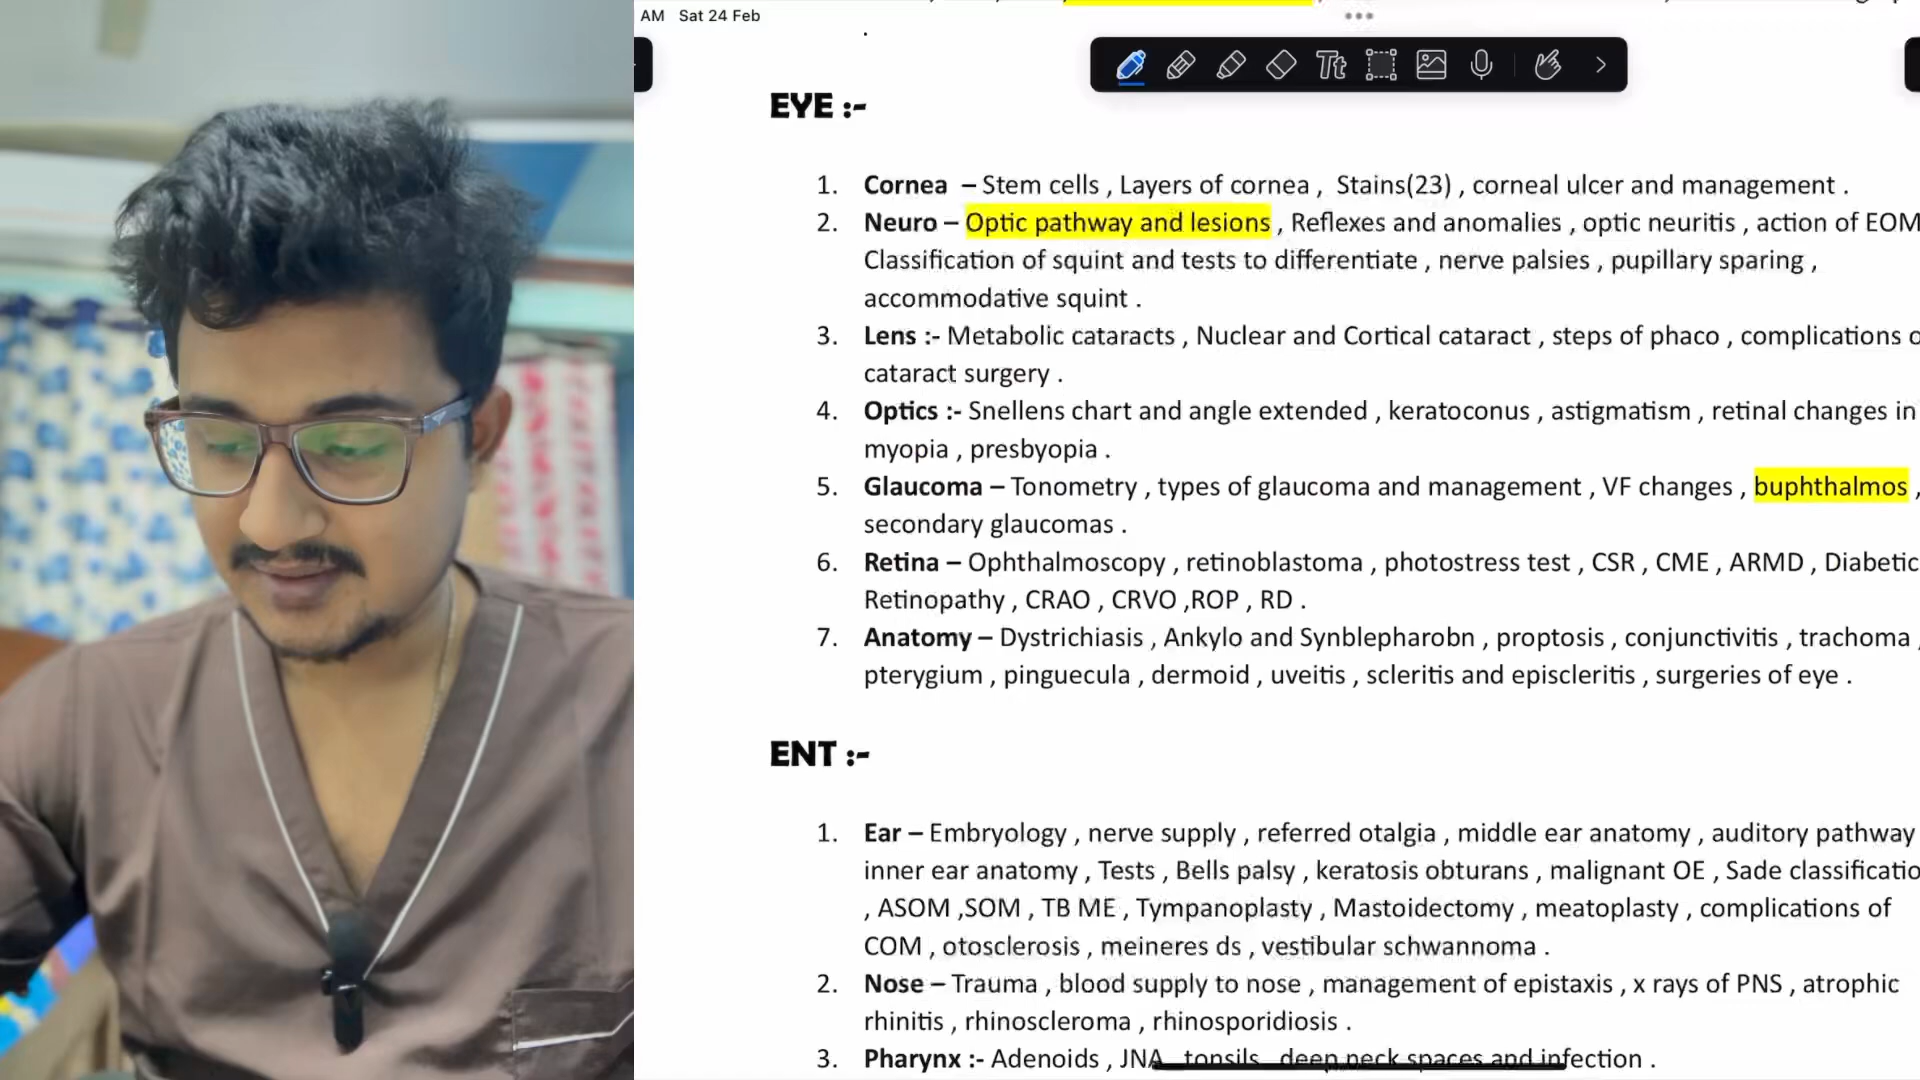 AM Sat 24 Feb
Tt
EYE :-
1. Cornea – Stem cells , Layers of cornea , Stains(23) , corneal ulcer and management .
2. Neuro – Optic pathway and lesions , Reflexes and anomalies , optic neuritis , action of EOM
Classification of squint and tests to differentiate , nerve palsies , pupillary sparing ,
accommodative squint .
3. Lens :- Metabolic cataracts , Nuclear and Cortical cataract , steps of phaco , complications o
cataract surgery .
4. Optics :- Snellens chart and angle extended , keratoconus , astigmatism , retinal changes in
myopia , presbyopia .
5. Glaucoma – Tonometry , types of glaucoma and management , VF changes , buphthalmos ,
secondary glaucomas .
6. Retina – Ophthalmoscopy , retinoblastoma , photostress test , CSR , CME , ARMD , Diabetic
Retinopathy , CRAO , CRVO ,ROP , RD .
7. Anatomy – Dystrichiasis , Ankylo and Synblepharobn , proptosis , conjunctivitis , trachoma ,
pterygium , pinguecula , dermoid , uveitis , scleritis and episcleritis , surgeries of eye .
ENT :-
1. Ear – Embryology , nerve supply , referred otalgia , middle ear anatomy , auditory pathway
inner ear anatomy , Tests , Bells palsy , keratosis obturans , malignant OE , Sade classificatio
, ASOM ,SOM , TB ME , Tympanoplasty , Mastoidectomy , meatoplasty , complications of
COM , otosclerosis , meineres ds , vestibular schwannoma .
2. Nose – Trauma , blood supply to nose , management of epistaxis , x rays of PNS , atrophic
rhinitis , rhinoscleroma , rhinosporidiosis .
3. Pharynx :- Adenoids , JNA tonsils deep neck spaces and infection .